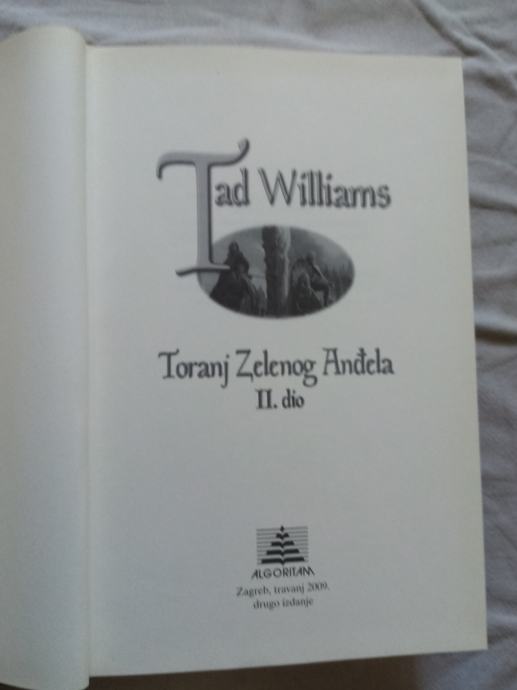 Tad Williams
Toranj Zelenog Anđela
II. dio
ALGORITAM
Zagreb, travanj 2009.
drugo izdanje